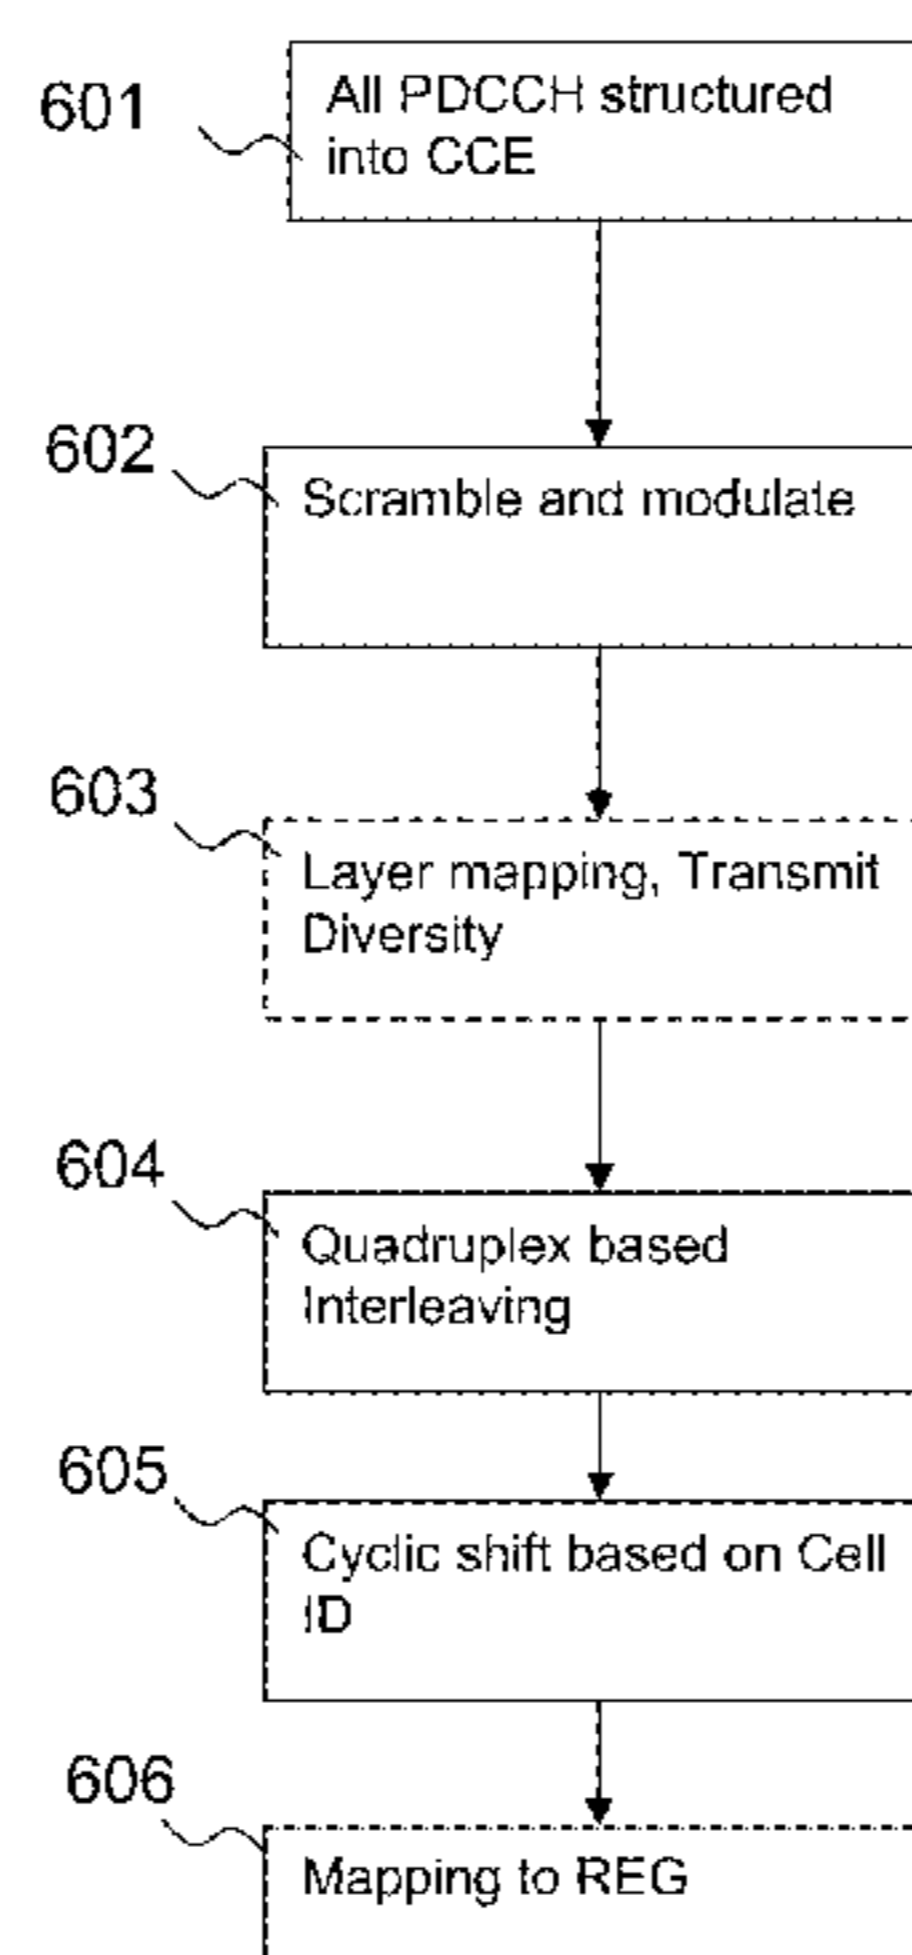 601
All PDCCH structured
into CCE
602
Scramble and modulate
603
Layer mapping, Transmit
Diversity
604
Quadruplex based
Interleaving
605
Cyclic shift based on Cell
ID
606
Mapping to REG